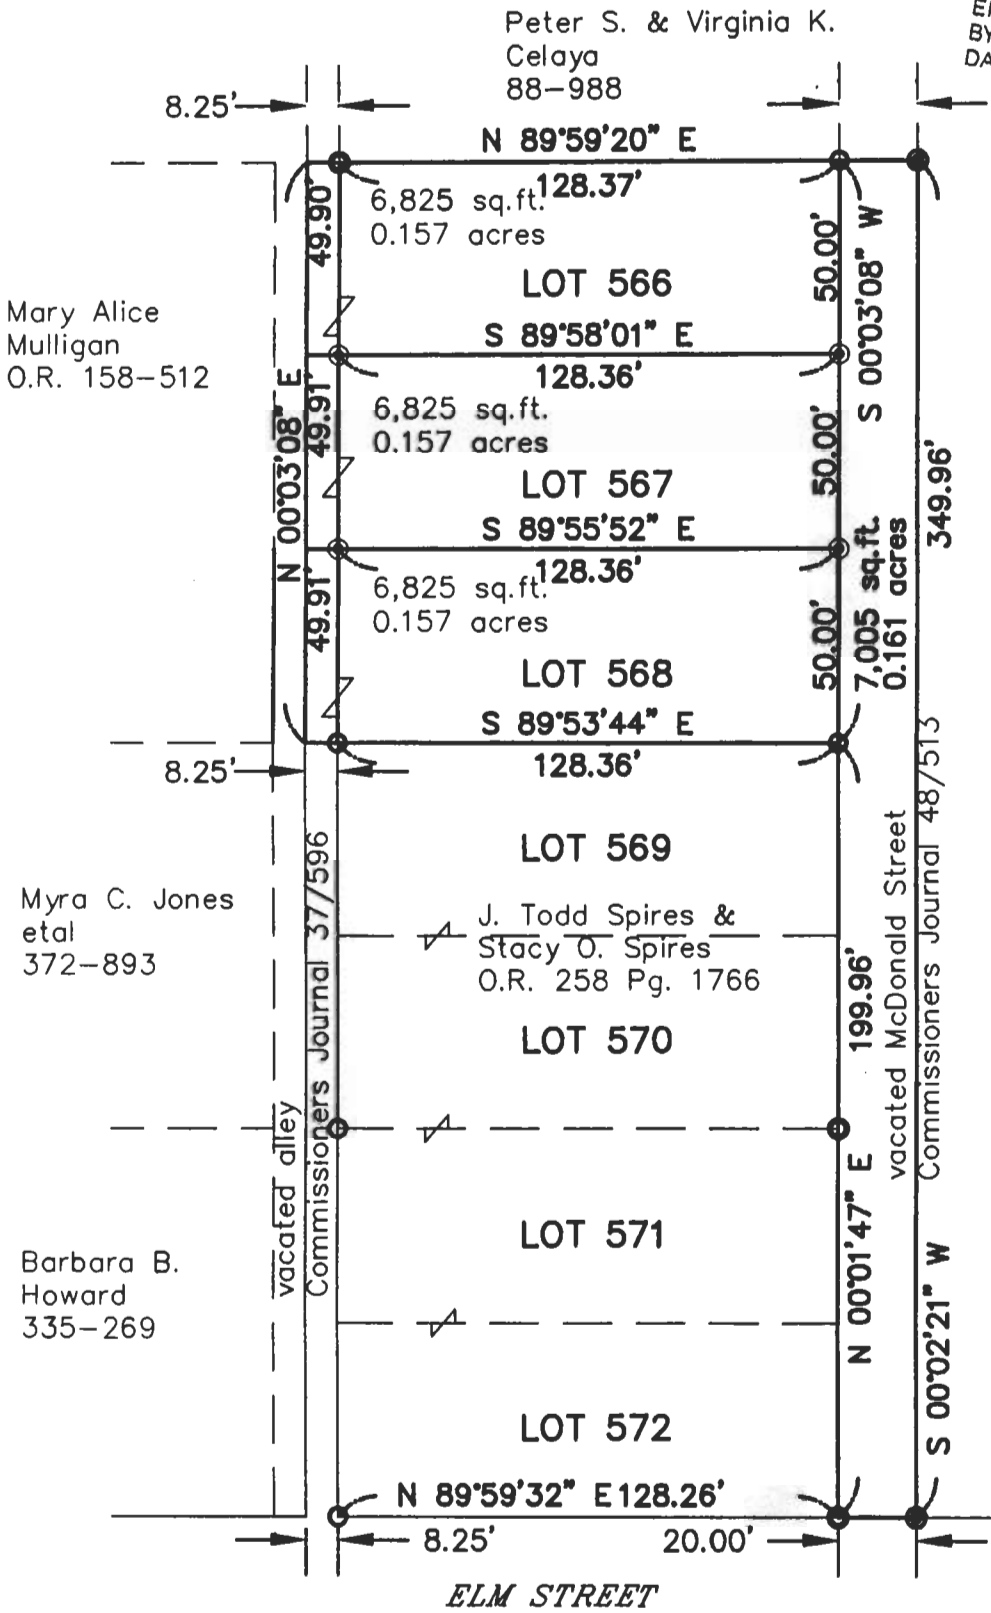 Peter S. & Virginia K.
Celaya
88-988
BY
8.25'
N 89°59'20" E
128.37'
6,825 sq.ft.
0.157 acres
49.90'
50.00'
S 00°03'08" W
LOT 566
Mary Alice
Mulligan
O.R. 158-512
S 89°58'01" E
128.36'
N 00°03'08" E
49.91'
6,825 sq.ft.
0.157 acres
50.00'
349.96'
LOT 567
S 89°55'52" E
128.36'
49.91'
6,825 sq.ft.
0.157 acres
50.00'
7,005 sq.ft.
0.161 acres
LOT 568
S 89°53'44" E
128.36'
8.25'
LOT 569
Myra C. Jones
etal
372-893
J. Todd Spires &
Stacy O. Spires
O.R. 258 Pg. 1766
199.96'
LOT 570
vacated alley
Commissioners Journal 37/596
vacated McDonald Street
Commissioners Journal 48/513
LOT 571
N 00°01'47" E
Barbara B.
Howard
335-269
S 00°02'21" W
LOT 572
N 89°59'32" E 128.26'
8.25'
20.00'
ELM STREET